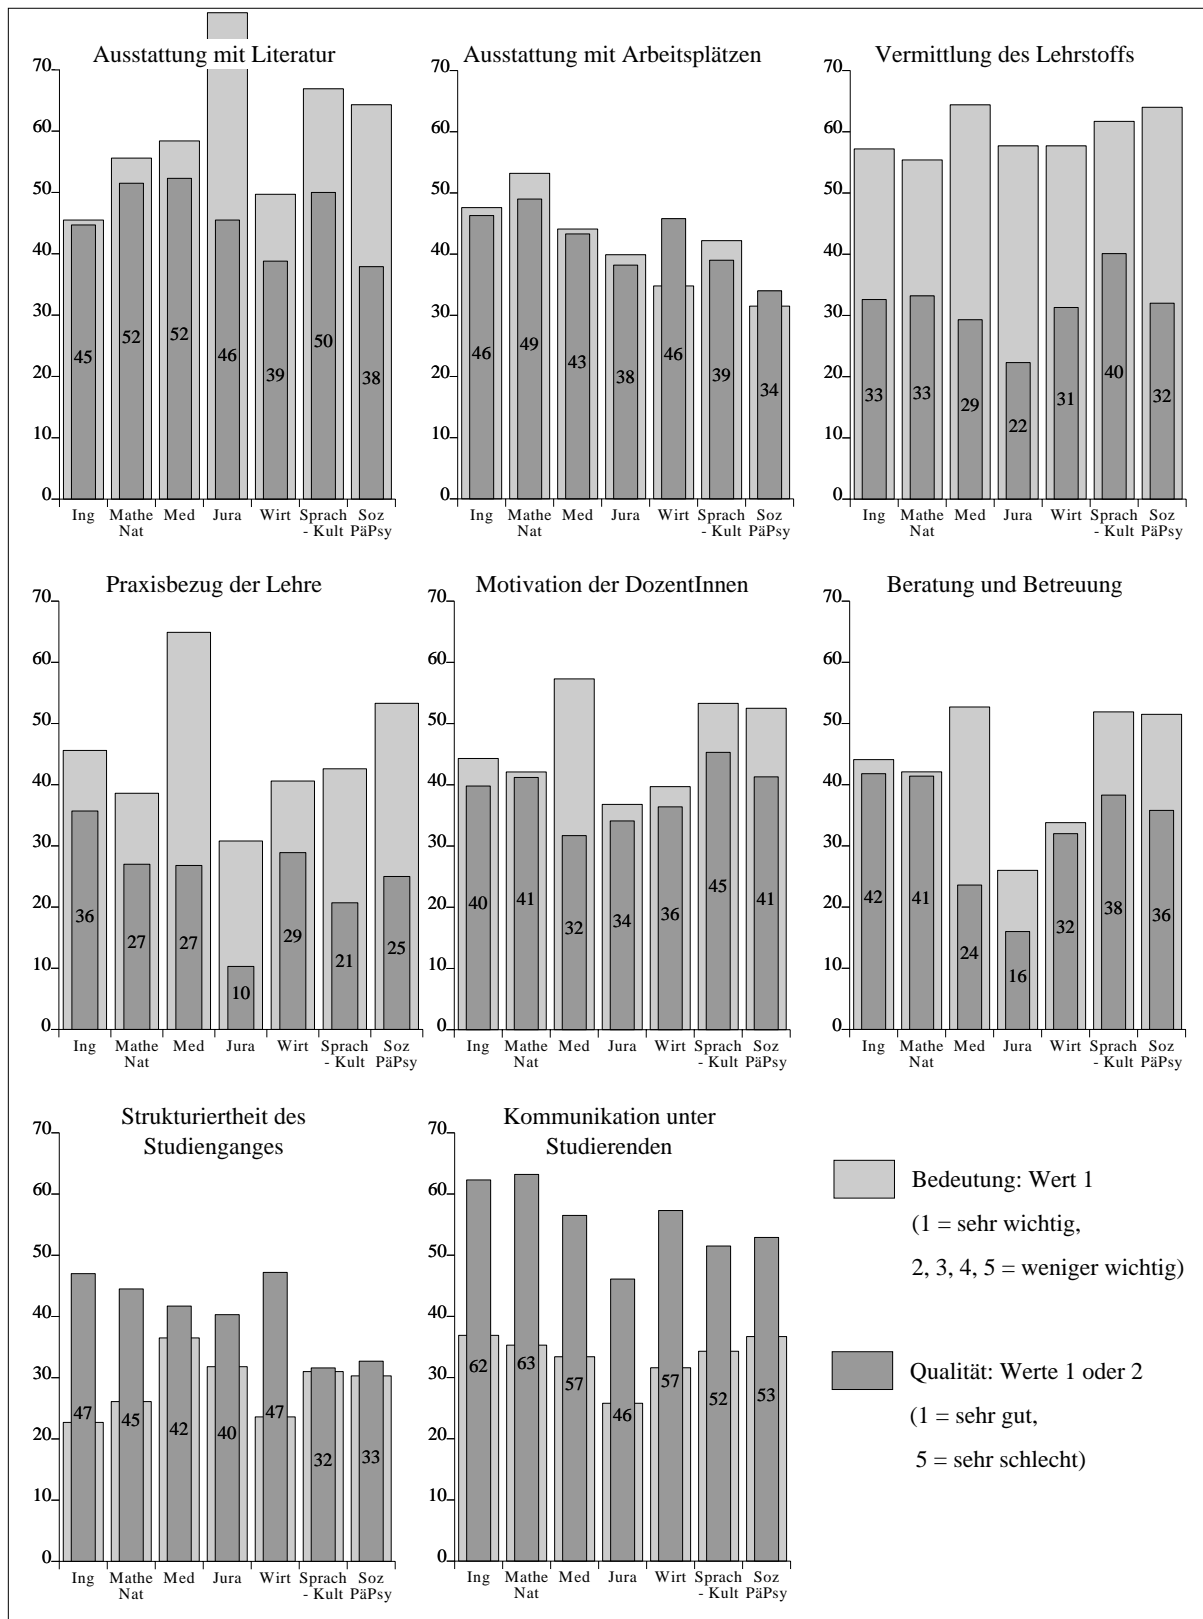 Ausstattung mit Literatur
70
60
50
40
30
20
10
0
45
52
52
46
39
50
38
Ing
Mathe
Nat
Med
Jura
Wirt
Sprach
- Kult
Soz
PäPsy
Ausstattung mit Arbeitsplätzen
70
60
50
40
30
20
10
0
46
49
43
38
46
39
34
Ing
Mathe
Nat
Med
Jura
Wirt
Sprach
- Kult
Soz
PäPsy
Vermittlung des Lehrstoffs
70
60
50
40
30
20
10
0
33
33
29
22
31
40
32
Ing
Mathe
Nat
Med
Jura
Wirt
Sprach
- Kult
Soz
PäPsy
Praxisbezug der Lehre
70
60
50
40
30
20
10
0
36
27
27
10
29
21
25
Ing
Mathe
Nat
Med
Jura
Wirt
Sprach
- Kult
Soz
PäPsy
Motivation der DozentInnen
70
60
50
40
30
20
10
0
40
41
32
34
36
45
41
Ing
Mathe
Nat
Med
Jura
Wirt
Sprach
- Kult
Soz
PäPsy
Beratung und Betreuung
70
60
50
40
30
20
10
0
42
41
24
16
32
38
36
Ing
Mathe
Nat
Med
Jura
Wirt
Sprach
- Kult
Soz
PäPsy
Strukturiertheit des
Studienganges
70
60
50
40
30
20
10
0
47
45
42
40
47
32
33
Ing
Mathe
Nat
Med
Jura
Wirt
Sprach
- Kult
Soz
PäPsy
Kommunikation unter
Studierenden
70
60
50
40
30
20
10
0
62
63
57
46
57
52
53
Ing
Mathe
Nat
Med
Jura
Wirt
Sprach
- Kult
Soz
PäPsy
Bedeutung: Wert 1
(1 = sehr wichtig,
2, 3, 4, 5 = weniger wichtig)
Qualität: Werte 1 oder 2
(1 = sehr gut,
5 = sehr schlecht)